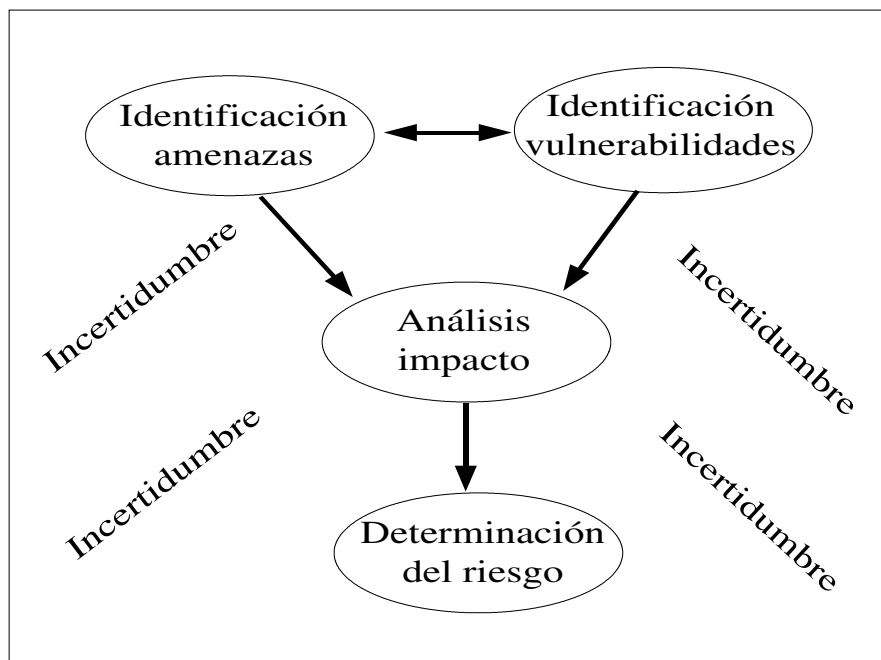 Identificación
amenazas
Identificación
vulnerabilidades
Incertidumbre
Incertidumbre
Análisis
impacto
Incertidumbre
Incertidumbre
Determinación
del riesgo